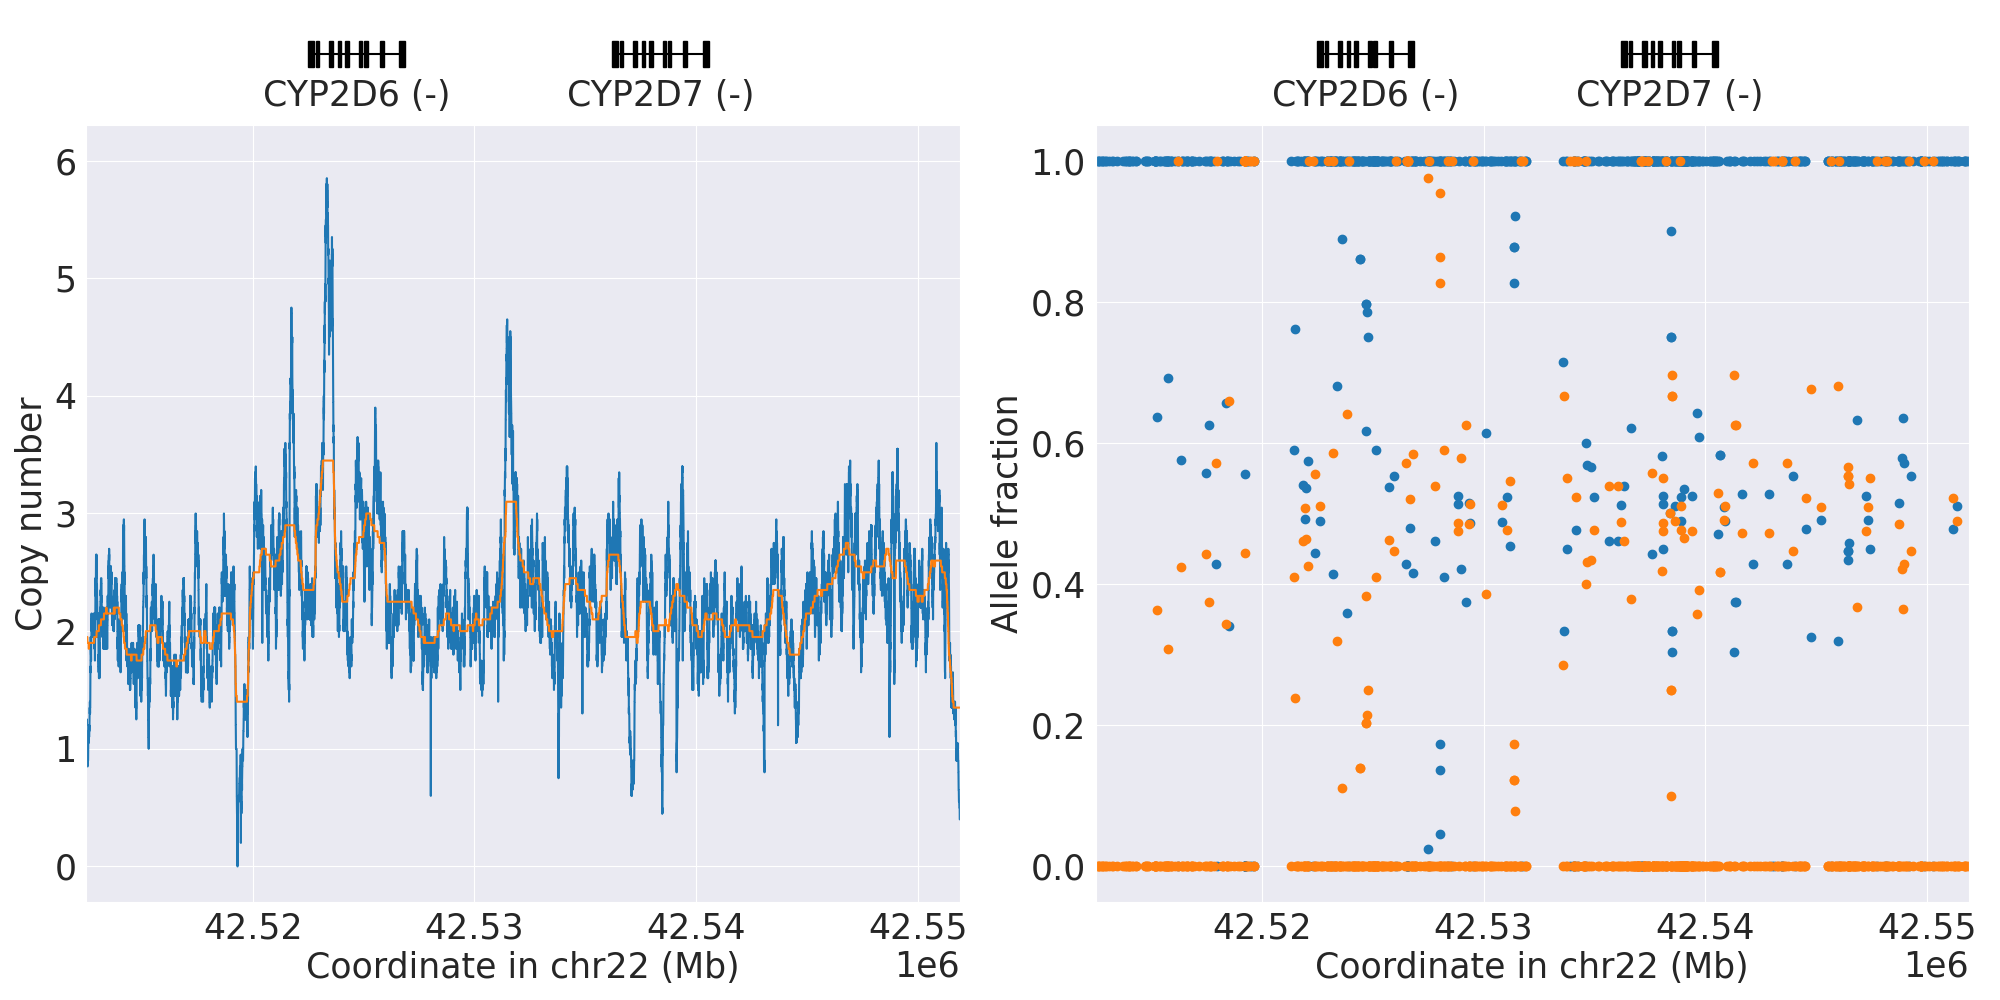 CYP2D6 (-)
CYP2D7 (-)
Copy number
6
5
4
3
2
1
0
42.52
42.53
42.54
42.55
Coordinate in chr22 (Mb)
1e6
CYP2D6 (-)
CYP2D7 (-)
Allele fraction
1.0
0.8
0.6
0.4
0.2
0.0
42.52
42.53
42.54
42.55
Coordinate in chr22 (Mb)
1e6